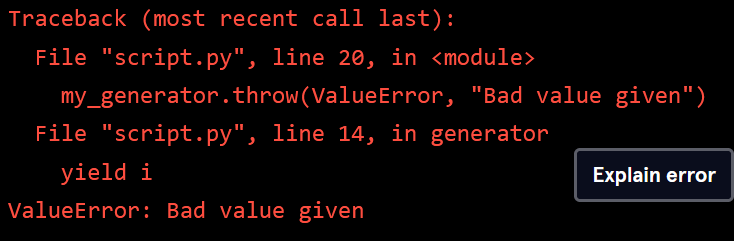 Traceback (most recent call last):
  File "script.py", line 20, in <module>
    my_generator.throw(ValueError, "Bad value given")
  File "script.py", line 14, in generator
    yield i
Explain error
ValueError: Bad value given